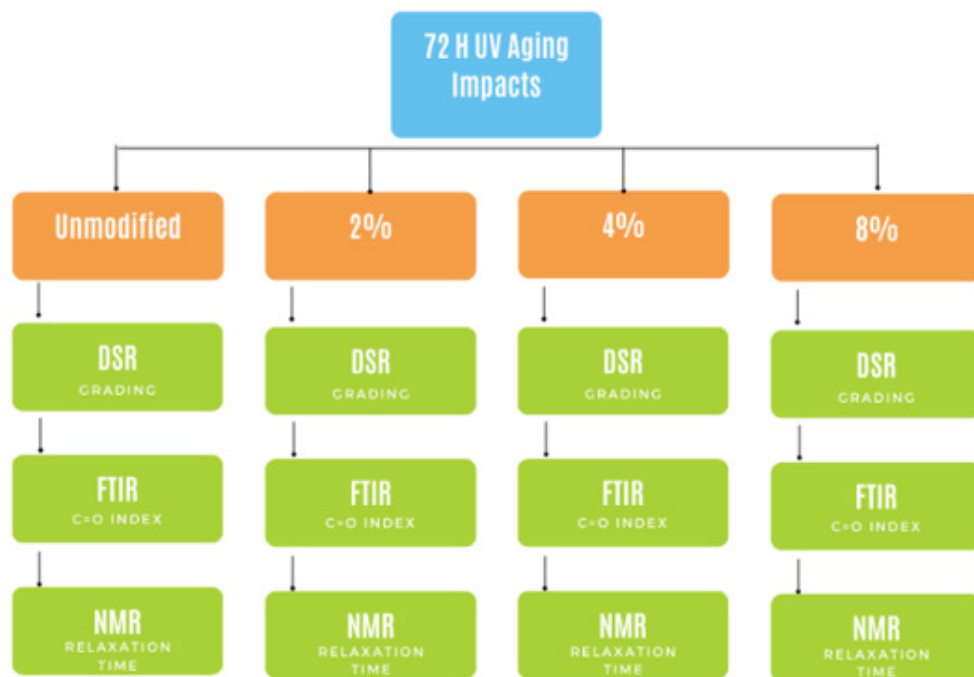 72 H UV Aging
Impacts
Unmodified
2%
4%
8%
DSR
GRADING
DSR
GRADING
DSR
GRADING
DSR
GRADING
FTIR
C=O INDEX
FTIR
C=O INDEX
FTIR
C=O INDEX
FTIR
C=O INDEX
NMR
RELAXATION
TIME
NMR
RELAXATION
TIME
NMR
RELAXATION
TIME
NMR
RELAXATION
TIME